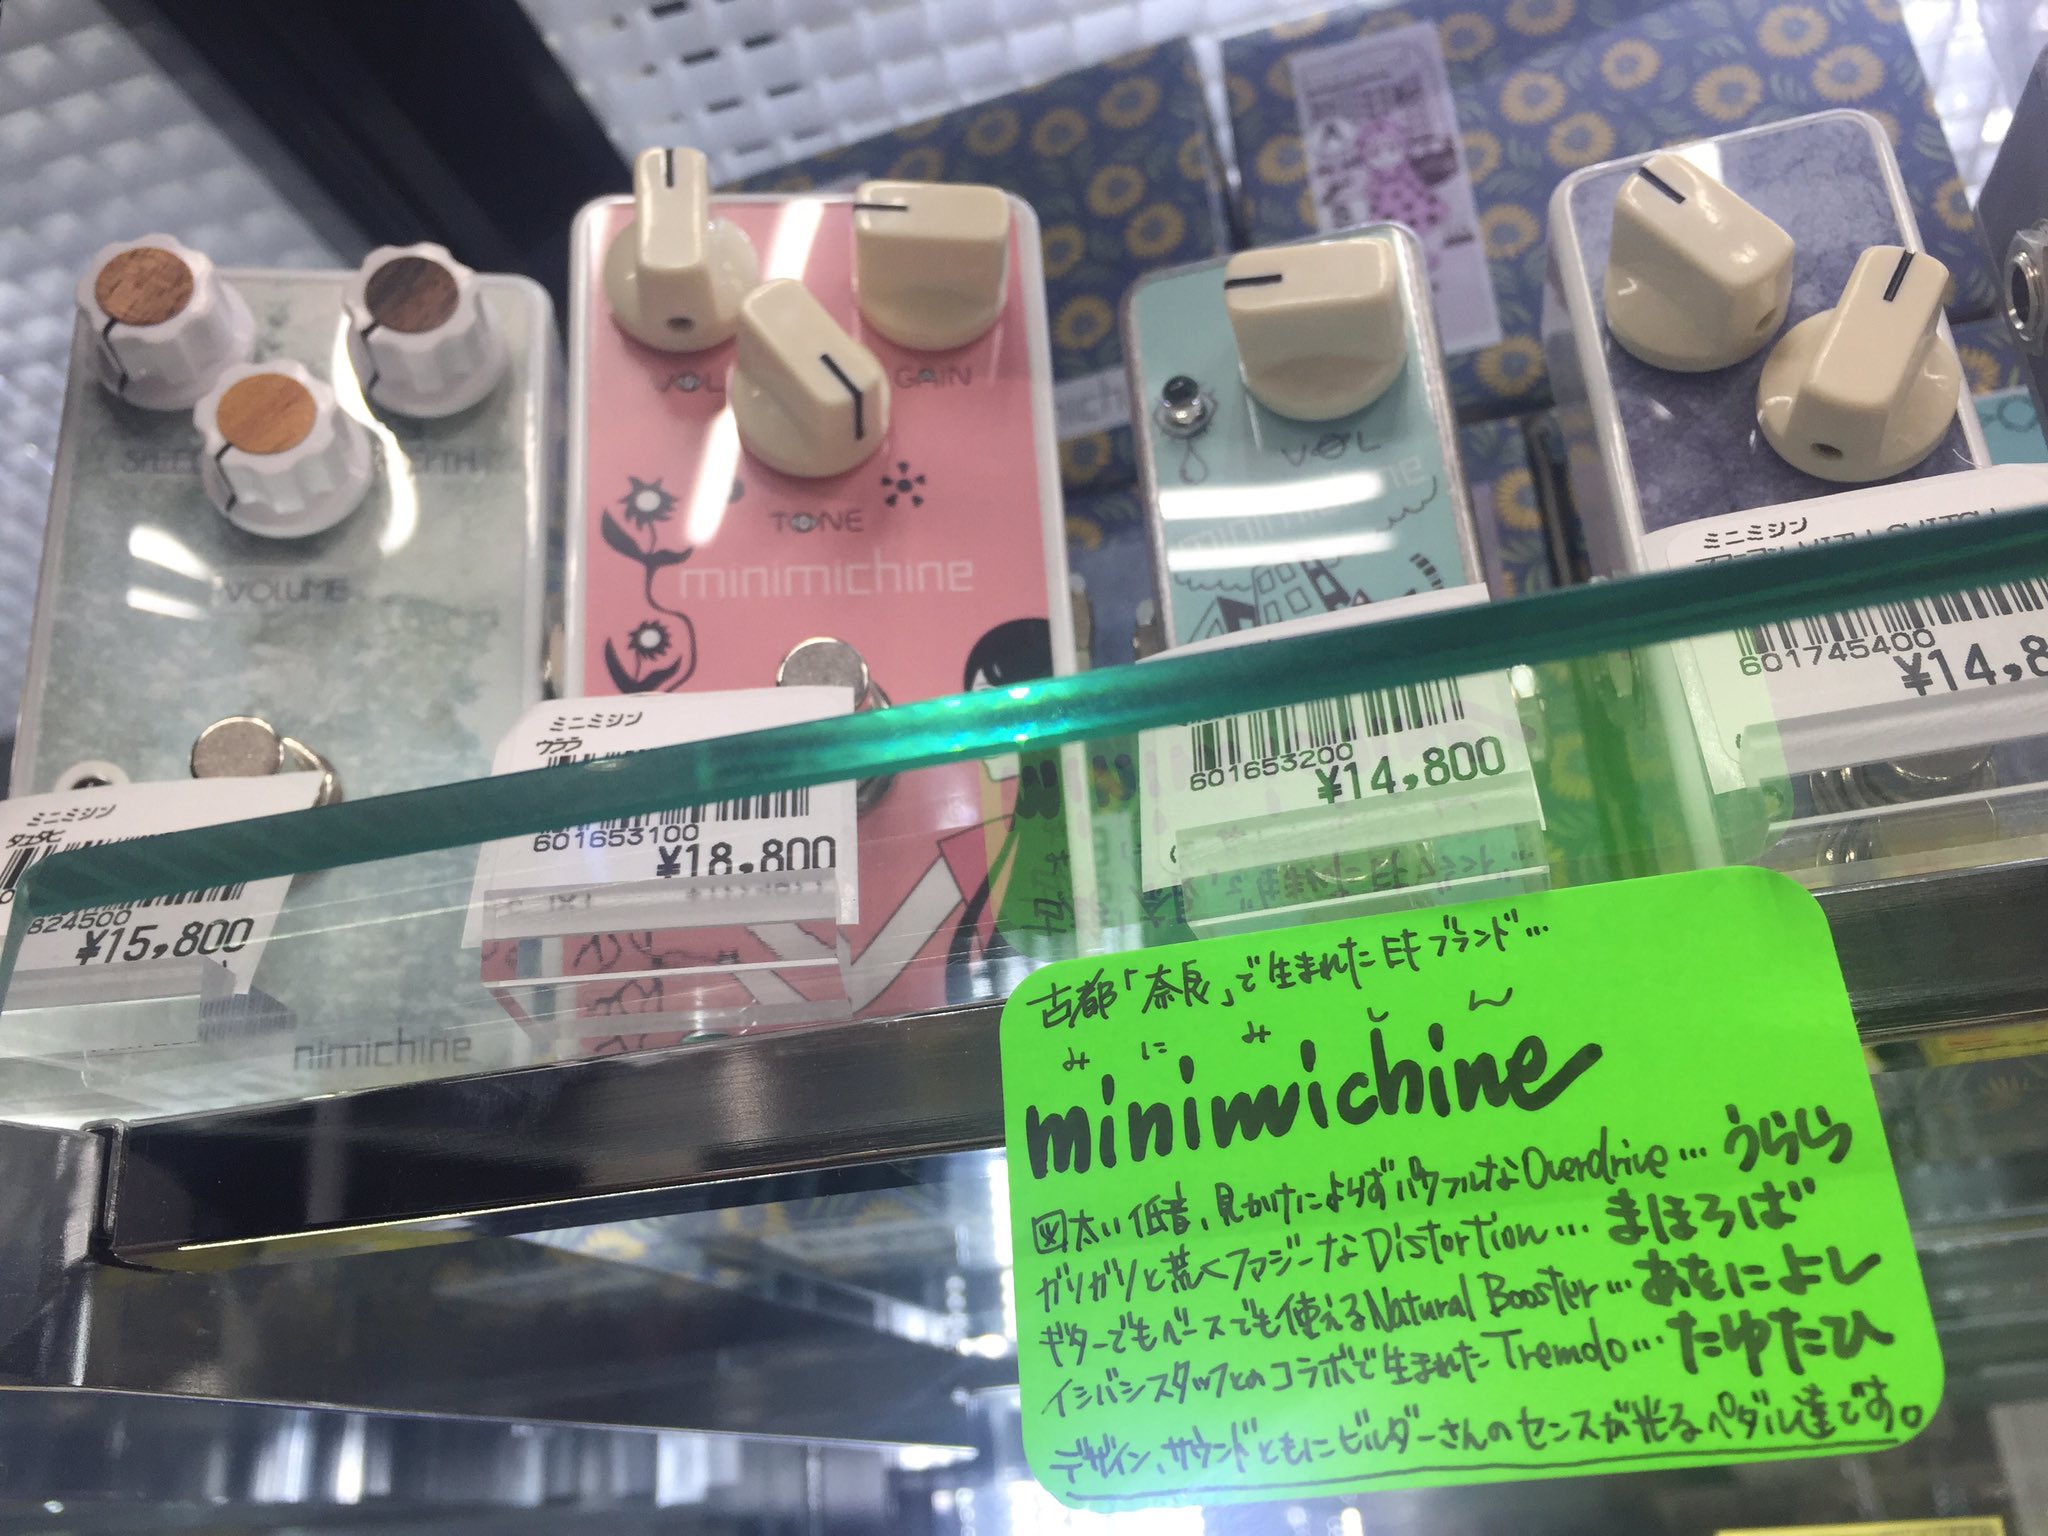 VOLUME
ミニミシン
タユタヒ
824500
¥15,800
nimichine
VOL
GAIN
TONE
minimichine
ミニミシン
ウララ
601653100
¥18,800
VOL
minimichine
601653200
¥14,800
ミニミシン
601745400
¥14,8
古都「奈良」で生まれたEfブランド…
みにみしん
minimichine
図太い低音、見かけによらずパワフルなOverdrive…うらら
ガリガリと荒くファジーなDistortion…まほろば
ギターでもベースでも使えるNatural Booster…あをによし
イシバシスタッフとのコラボで生まれたTremolo…たゆたひ
デザイン、サウンドともにビルダーさんのセンスが光るペダル達です。